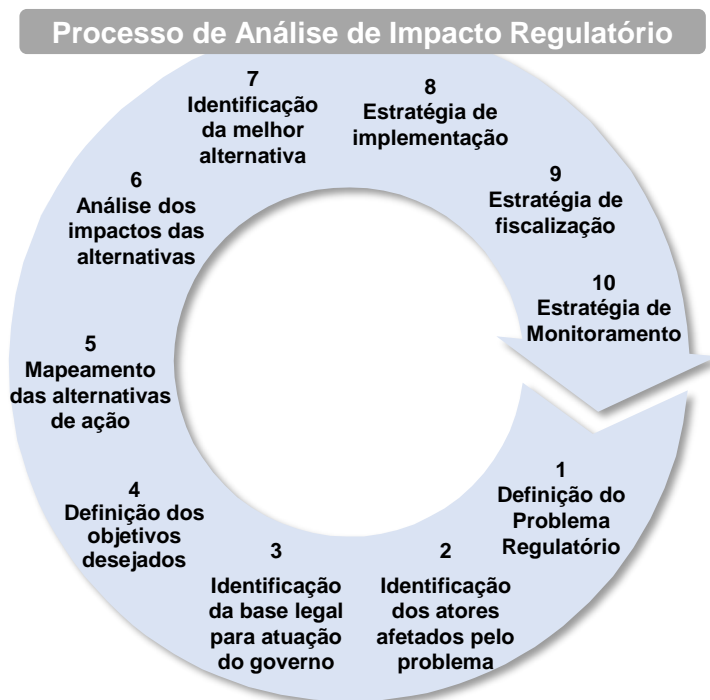 Processo de Análise de Impacto Regulatório
1
Definição do
Problema
Regulatório
2
Identificação
dos atores
afetados pelo
problema
3
Identificação
da base legal
para atuação
do governo
4
Definição dos
objetivos
desejados
5
Mapeamento
das alternativas
de ação
6
Análise dos
impactos das
alternativas
7
Identificação
da melhor
alternativa
8
Estratégia de
implementação
9
Estratégia de
fiscalização
10
Estratégia de
Monitoramento